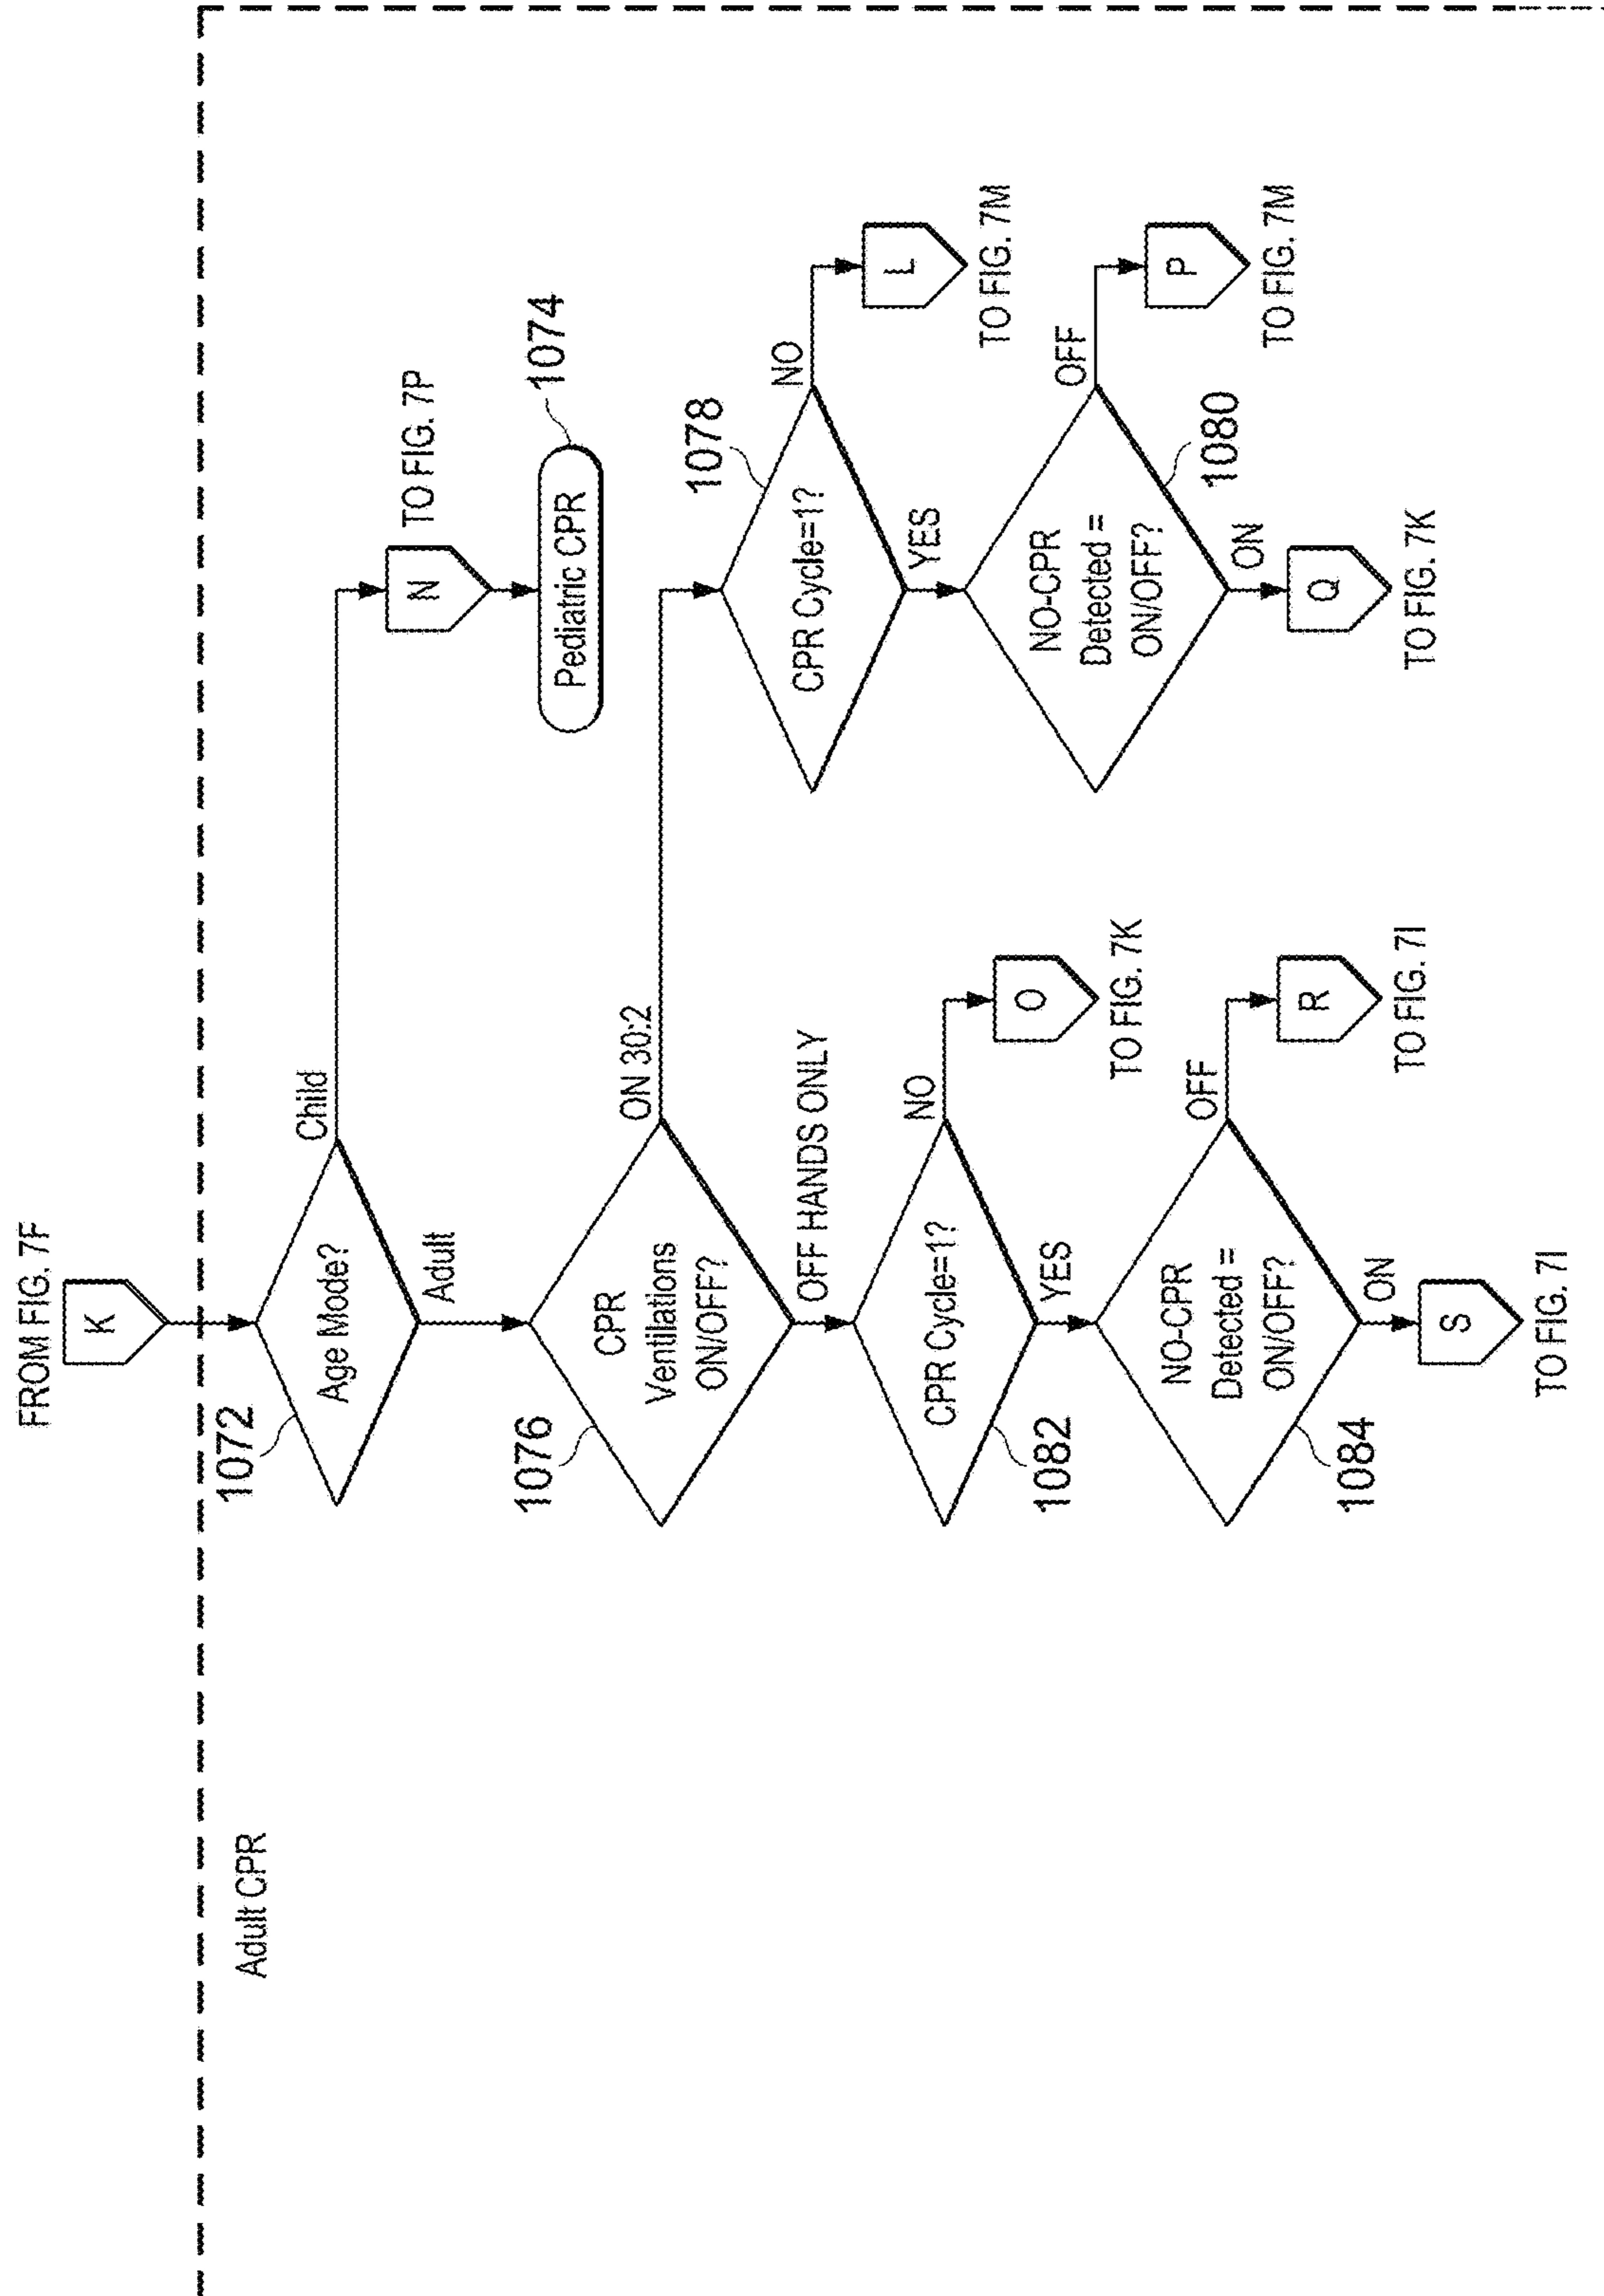 FROM FIG. 7F
K
Adult CPR
1072
Age Mode?
Child
Adult
N
TO FIG. 7P
Pediatric CPR
1074
1076
CPR
Ventilations
ON/OFF?
ON 30:2
OFF HANDS ONLY
1078
CPR Cycle=1?
NO
YES
L
TO FIG. 7M
NO-CPR
Detected =
ON/OFF?
1080
OFF
ON
P
TO FIG. 7M
Q
TO FIG. 7K
CPR Cycle=1?
1082
NO
YES
O
TO FIG. 7K
NO-CPR
Detected =
ON/OFF?
1084
OFF
ON
R
TO FIG. 7I
S
TO FIG. 7I